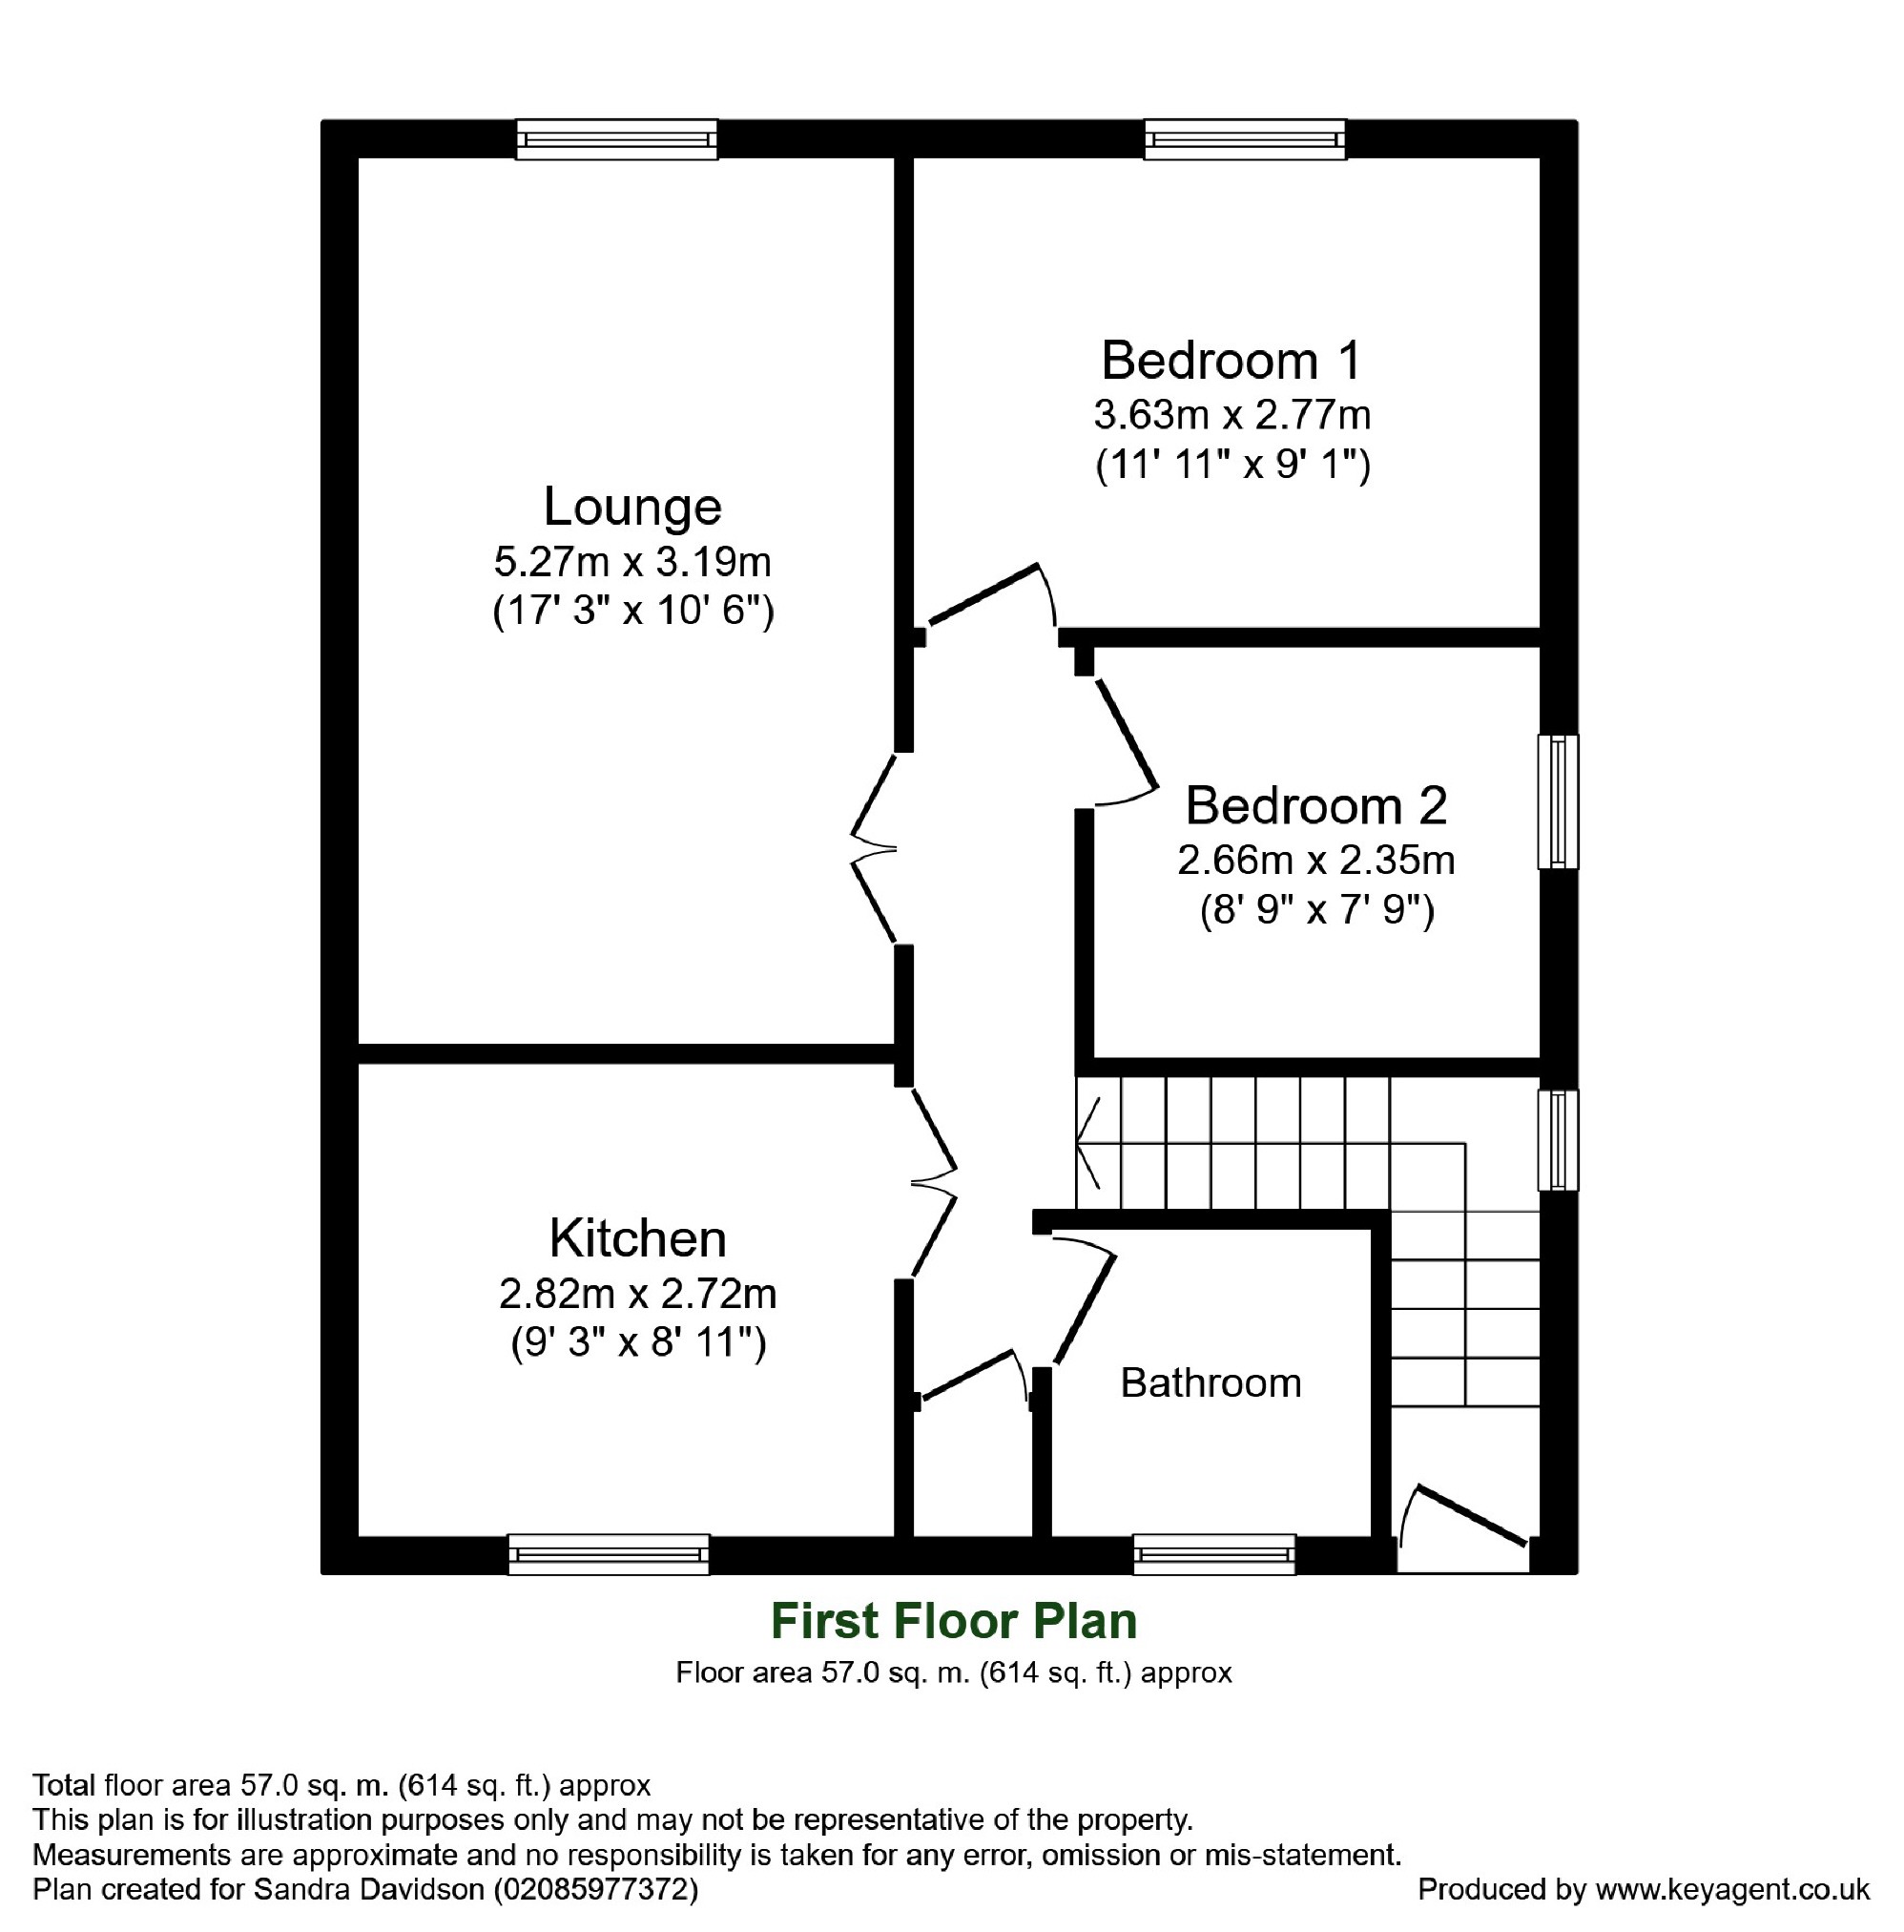 Bedroom 1
3.63m x 2.77m
(11' 11" x 9' 1")
Lounge
5.27m x 3.19m
(17' 3" x 10' 6")
Bedroom 2
2.66m x 2.35m
(8' 9" x 7' 9")
Kitchen
2.82m x 2.72m
(9' 3" x 8' 11")
Bathroom
First Floor Plan
Floor area 57.0 sq. m. (614 sq. ft.) approx
Total floor area 57.0 sq. m. (614 sq. ft.) approx
This plan is for illustration purposes only and may not be representative of the property.
Measurements are approximate and no responsibility is taken for any error, omission or mis-statement.
Plan created for Sandra Davidson (02085977372)
Produced by www.keyagent.co.uk